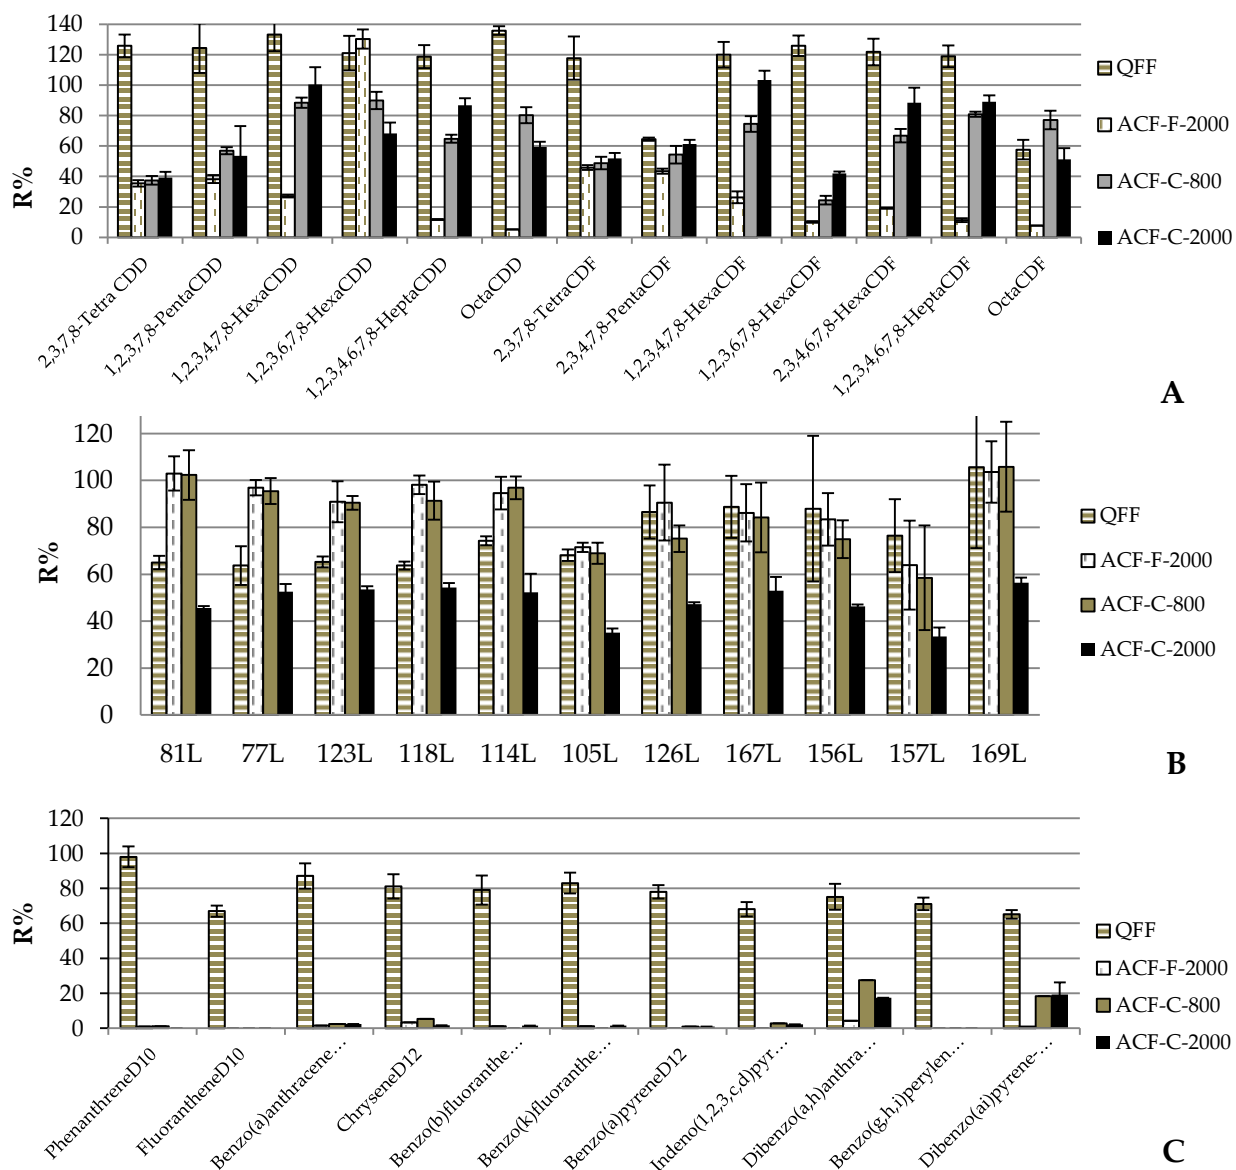 140
120
100
80
60
40
20
0
R%
QFF
ACF-F-2000
ACF-C-800
ACF-C-2000
2,3,7,8-Tetra CDD
1,2,3,7,8-PentaCDD
1,2,3,4,7,8-HexaCDD
1,2,3,6,7,8-HexaCDD
1,2,3,4,6,7,8-HeptaCDD
OctaCDD
2,3,7,8-TetraCDF
2,3,4,7,8-PentaCDF
1,2,3,4,7,8-HexaCDF
1,2,3,6,7,8-HexaCDF
2,3,4,6,7,8-HexaCDF
1,2,3,4,6,7,8-HeptaCDF
OctaCDF
A
120
100
80
60
40
20
0
R%
QFF
ACF-F-2000
ACF-C-800
ACF-C-2000
81L 77L 123L 118L 114L 105L 126L 167L 156L 157L 169L
B
120
100
80
60
40
20
0
R%
QFF
ACF-F-2000
ACF-C-800
ACF-C-2000
PhenanthreneD10
FluorantheneD10
Benzo(a)anthracene…
ChryseneD12
Benzo(b)fluoranthe…
Benzo(k)fluoranthe…
Benzo(a)pyreneD12
Indeno(1,2,3,c,d)pyr…
Dibenzo(a,h)anthra…
Benzo(g,h,i)perylen…
Dibenzo(ai)pyrene-…
C